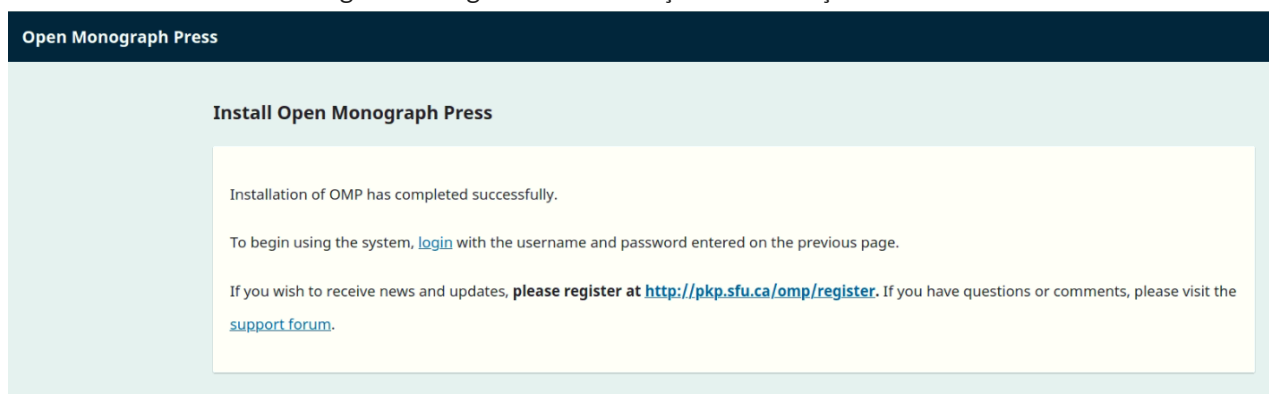 Open Monograph Press
Install Open Monograph Press
Installation of OMP has completed successfully.
To begin using the system, login with the username and password entered on the previous page.
If you wish to receive news and updates, please register at http://pkp.sfu.ca/omp/register. If you have questions or comments, please visit the
support forum.